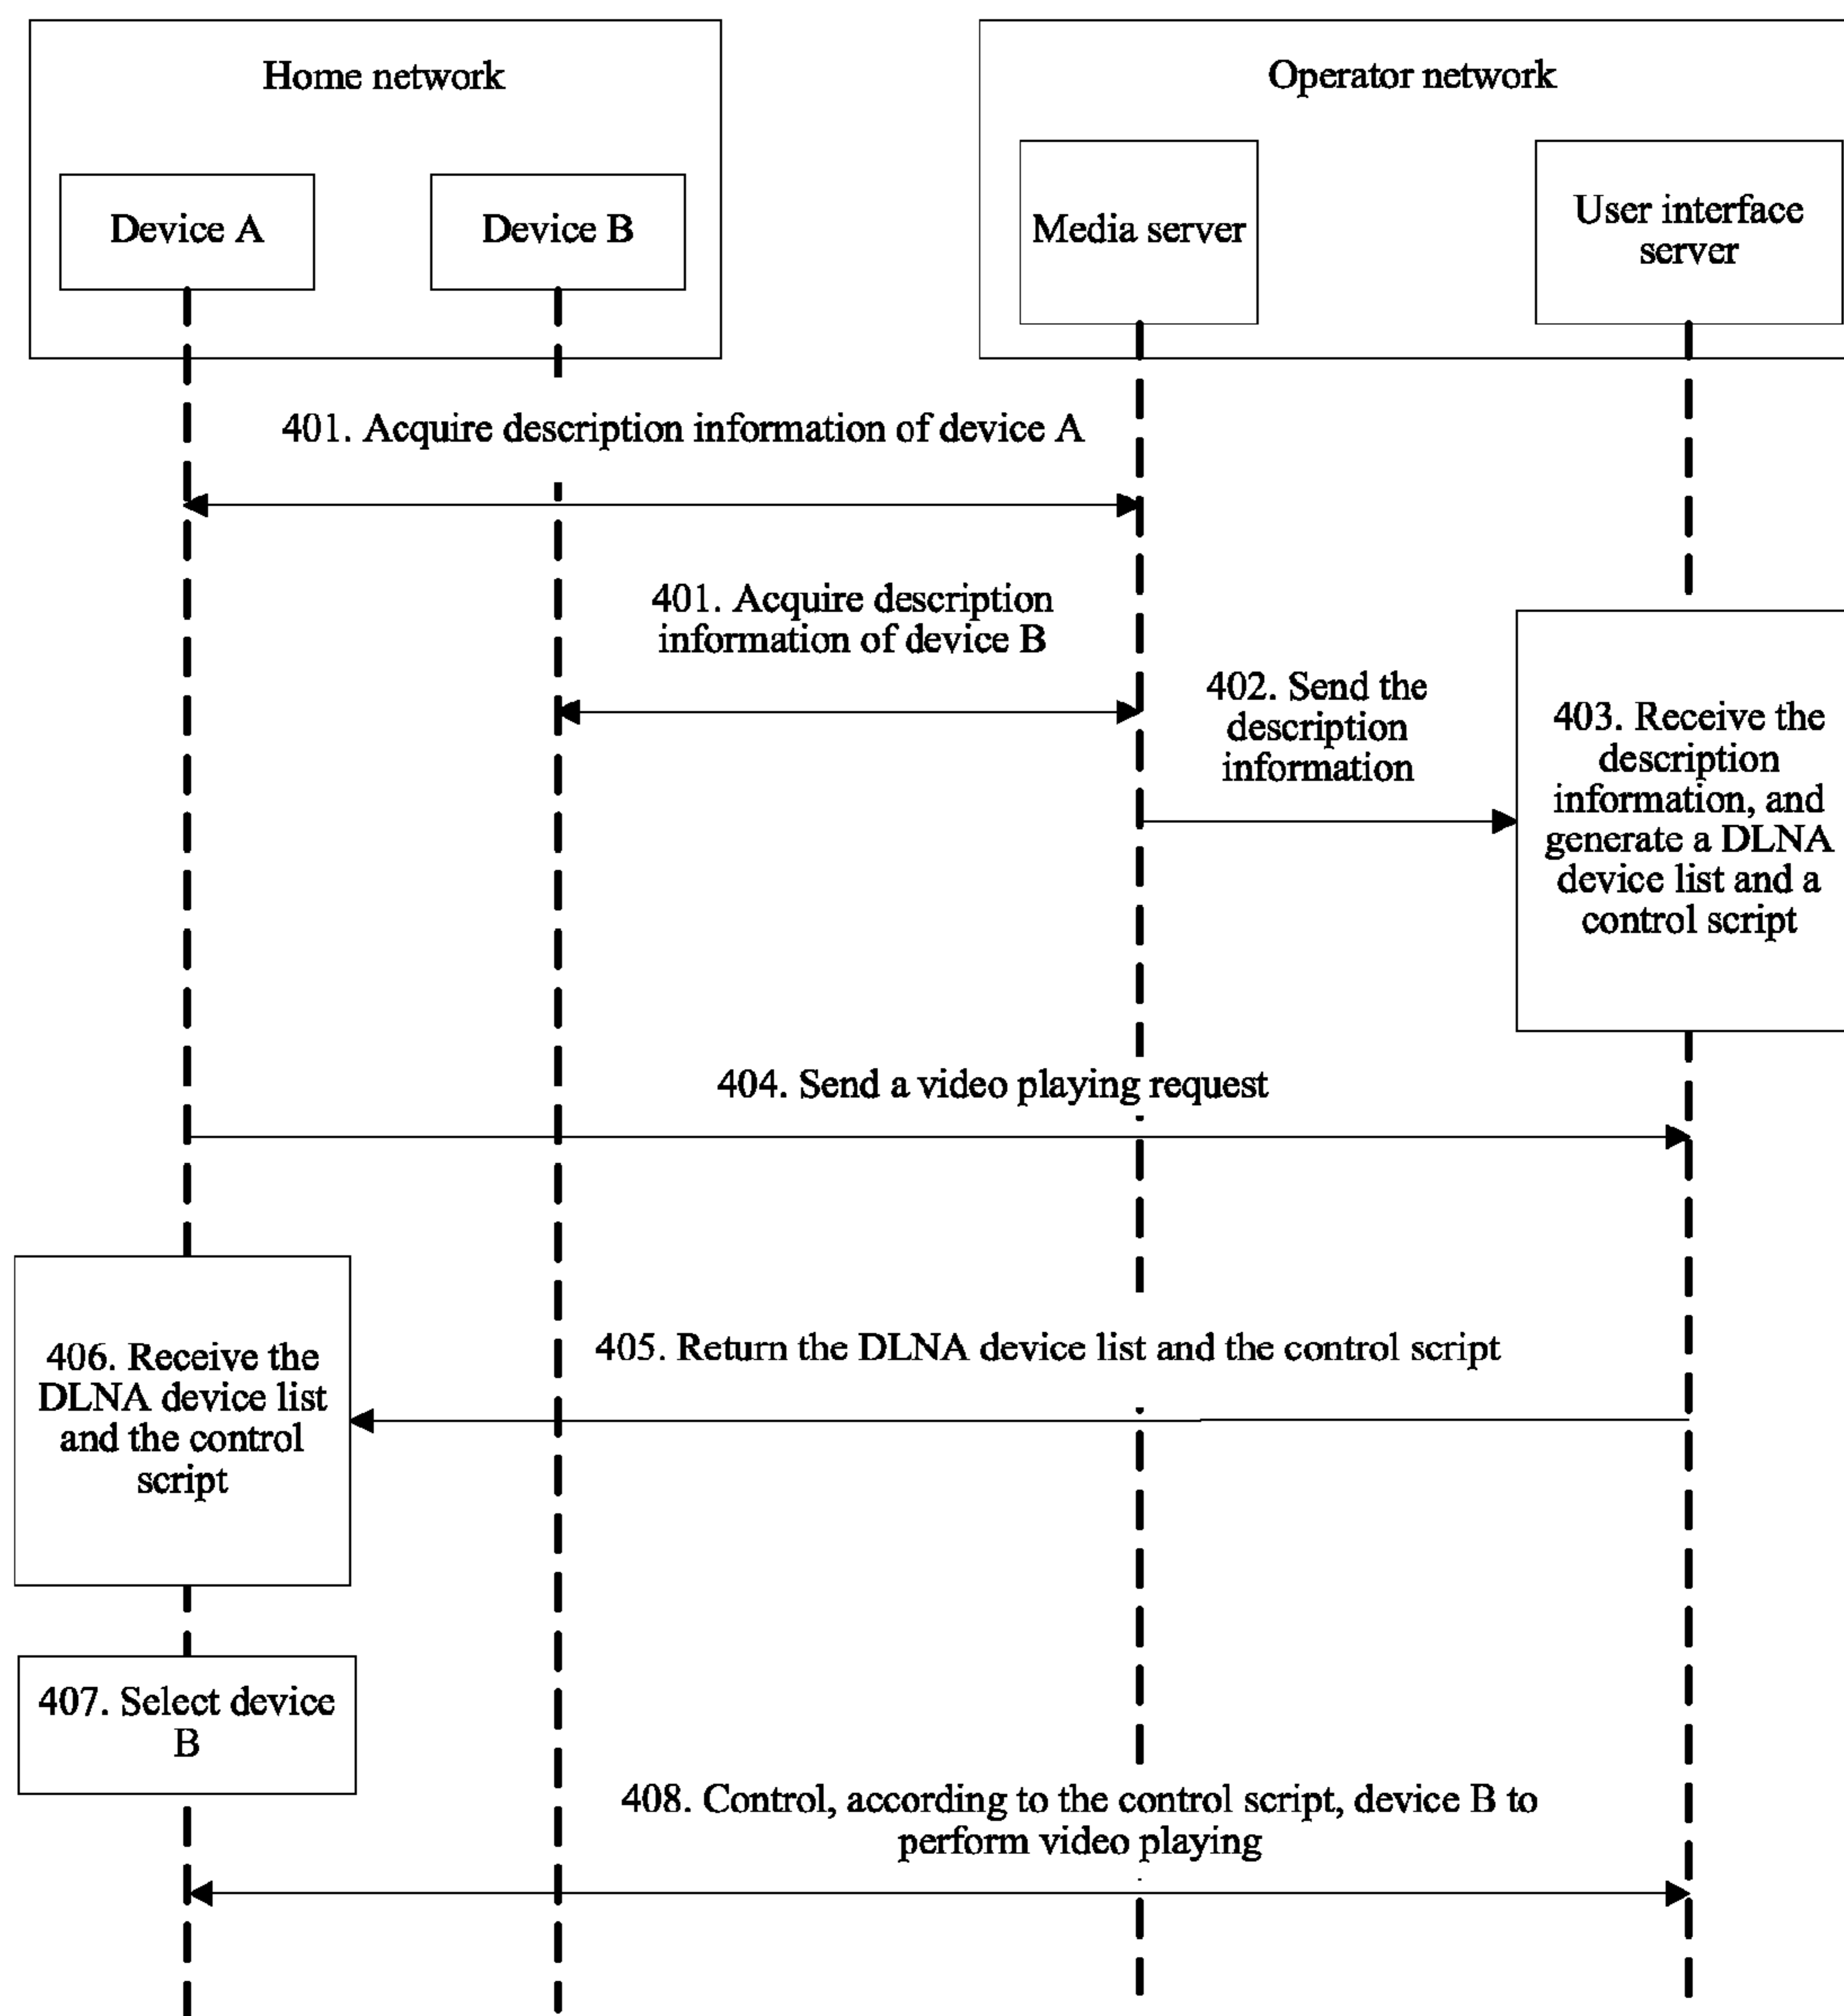 Home network
Operator network
Device A
Device B
Media server
User interface
server
401. Acquire description information of device A
401. Acquire description
information of device B
402. Send the
description
information
403. Receive the
description
information, and
generate a DLNA
device list and a
control script
404. Send a video playing request
405. Return the DLNA device list and the control script
406. Receive the
DLNA device list
and the control
script
407. Select device
B
408. Control, according to the control script, device B to
perform video playing